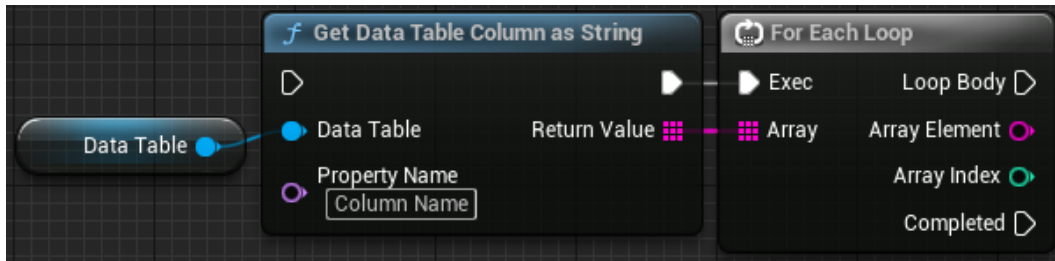 Get Data Table Column as String
For Each Loop
Exec
Loop Body
Data Table
Data Table
Return Value
Array
Array Element
Property Name
Column Name
Array Index
Completed